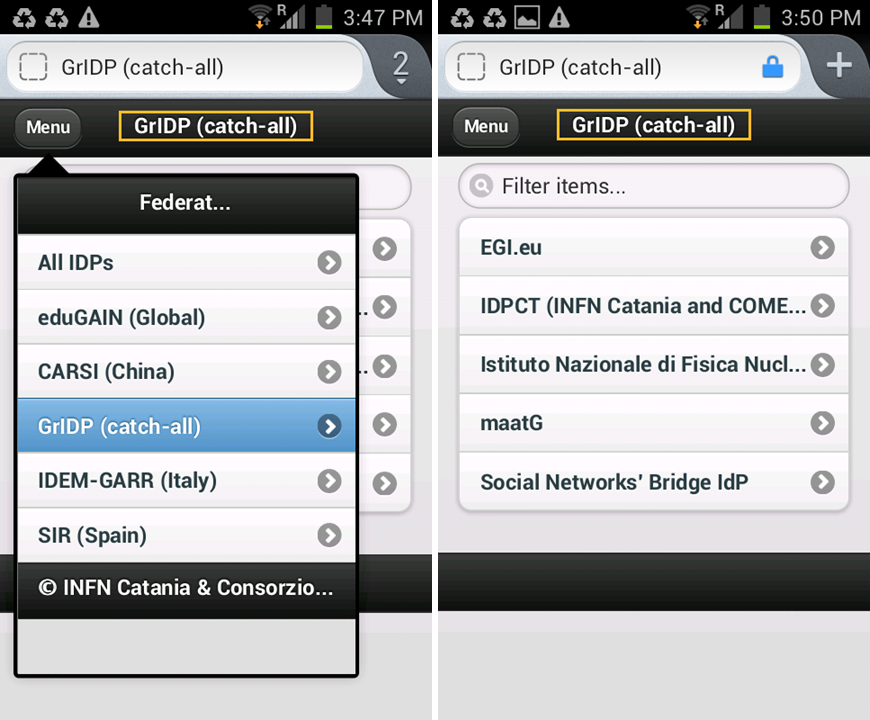 R 3:47 PM
GrIDP (catch-all) 2
Menu GrIDP (catch-all)
Federat...
All IDPs
eduGAIN (Global)
CARSI (China)
GrIDP (catch-all)
IDEM-GARR (Italy)
SIR (Spain)
© INFN Catania & Consorzio...
..
..
R 3:50 PM
GrIDP (catch-all) +
Menu GrIDP (catch-all)
Filter items...
EGI.eu
IDPCT (INFN Catania and COME...
Istituto Nazionale di Fisica Nucl...
maatG
Social Networks' Bridge IdP